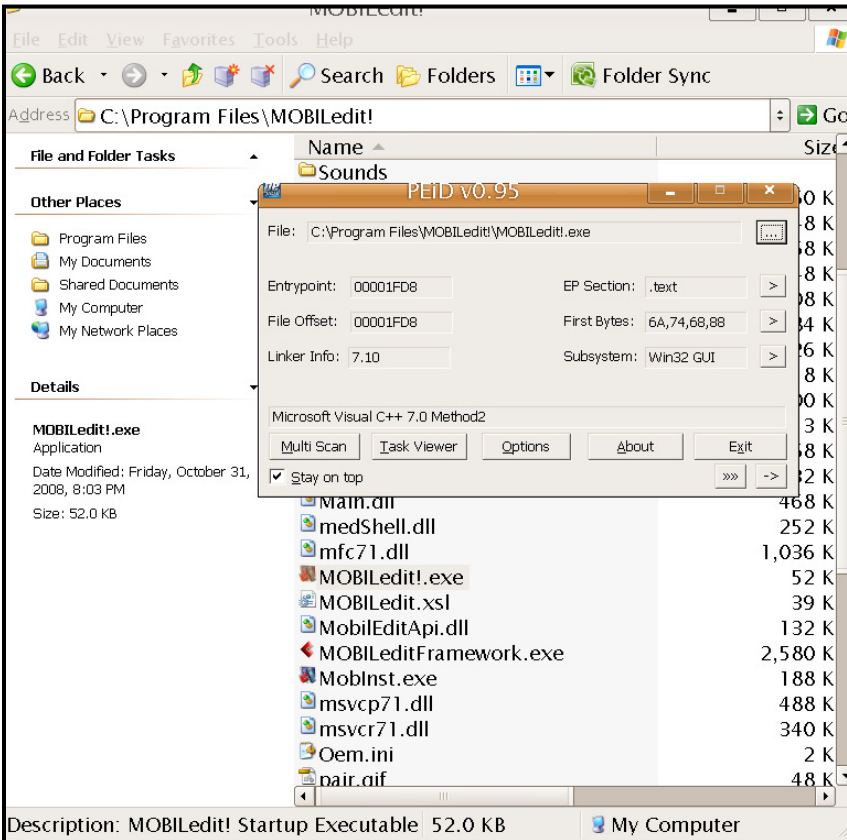 MOBILedit!
File Edit View Favorites Tools Help
Back Search Folders Folder Sync
Address C:\Program Files\MOBILedit! Go
File and Folder Tasks
Other Places
Program Files
My Documents
Shared Documents
My Computer
My Network Places
Details
MOBILedit!.exe
Application
Date Modified: Friday, October 31,
2008, 8:03 PM
Size: 52.0 KB
Name Size
Sounds
PEiD v0.95
File: C:\Program Files\MOBILedit!\MOBILedit!.exe ...
Entrypoint: 00001FD8 EP Section: .text >
File Offset: 00001FD8 First Bytes: 6A,74,68,88 >
Linker Info: 7.10 Subsystem: Win32 GUI >
Microsoft Visual C++ 7.0 Method2
Multi Scan Task Viewer Options About Exit
Stay on top »» ->
Main.dll 468 K
medShell.dll 252 K
mfc71.dll 1,036 K
MOBILedit!.exe 52 K
MOBILedit.xsl 39 K
MobilEditApi.dll 132 K
MOBILeditFramework.exe 2,580 K
MobInst.exe 188 K
msvcp71.dll 488 K
msvcr71.dll 340 K
Oem.ini 2 K
pair.gif 48 K
Description: MOBILedit! Startup Executable 52.0 KB My Computer